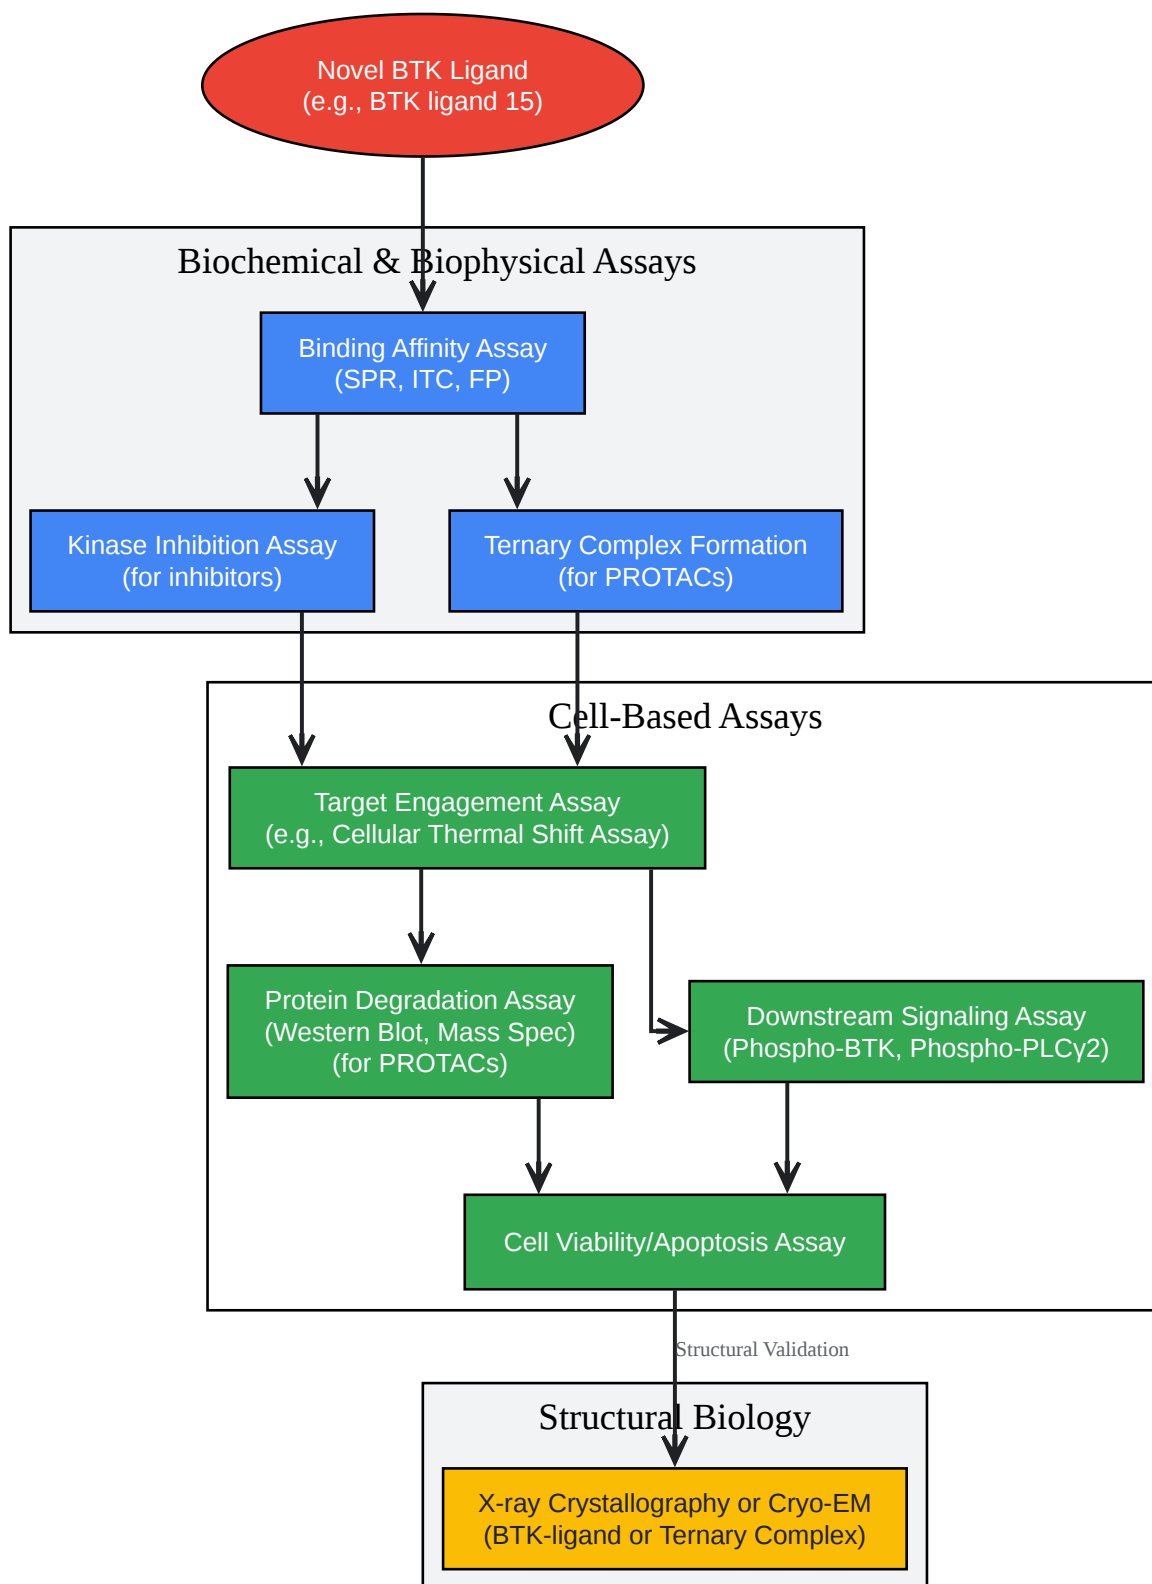 Novel BTK Ligand
(e.g., BTK ligand 15)
Biochemical & Biophysical Assays
Binding Affinity Assay
(SPR, ITC, FP)
Kinase Inhibition Assay
(for inhibitors)
Ternary Complex Formation
(for PROTACs)
Cell-Based Assays
Target Engagement Assay
(e.g., Cellular Thermal Shift Assay)
Protein Degradation Assay
(Western Blot, Mass Spec)
(for PROTACs)
Downstream Signaling Assay
(Phospho-BTK, Phospho-PLCγ2)
Cell Viability/Apoptosis Assay
Structural Validation
Structural Biology
X-ray Crystallography or Cryo-EM
(BTK-ligand or Ternary Complex)